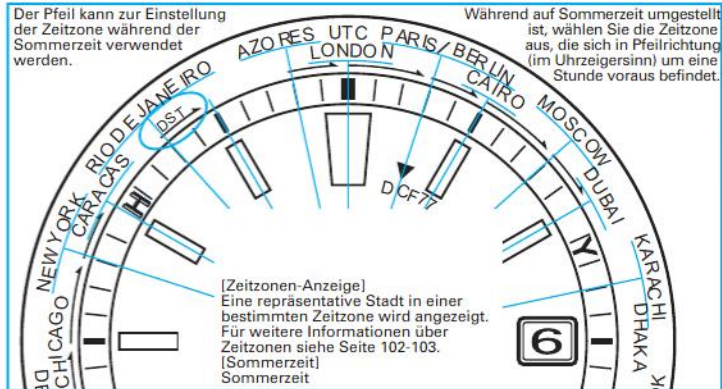 Der Pfeil kann zur Einstellung
der Zeitzone während der
Sommerzeit verwendet
werden.
Während auf Sommerzeit umgestellt
ist, wählen Sie die Zeitzone
aus, die sich in Pfeilrichtung
(im Uhrzeigersinn) um eine
Stunde voraus befindet.
CHICAGO
NEW YORK
CARACAS
RIO DE JANEIRO
DST
AZORES
UTC
LONDON
PARIS/BERLIN
CAIRO
MOSCOW
DUBAI
KARACHI
DHAKA
H
Y
DCF77
6
[Zeitzonen-Anzeige]
Eine repräsentative Stadt in einer
bestimmten Zeitzone wird angezeigt.
Für weitere Informationen über
Zeitzonen siehe Seite 102-103.
[Sommerzeit]
Sommerzeit